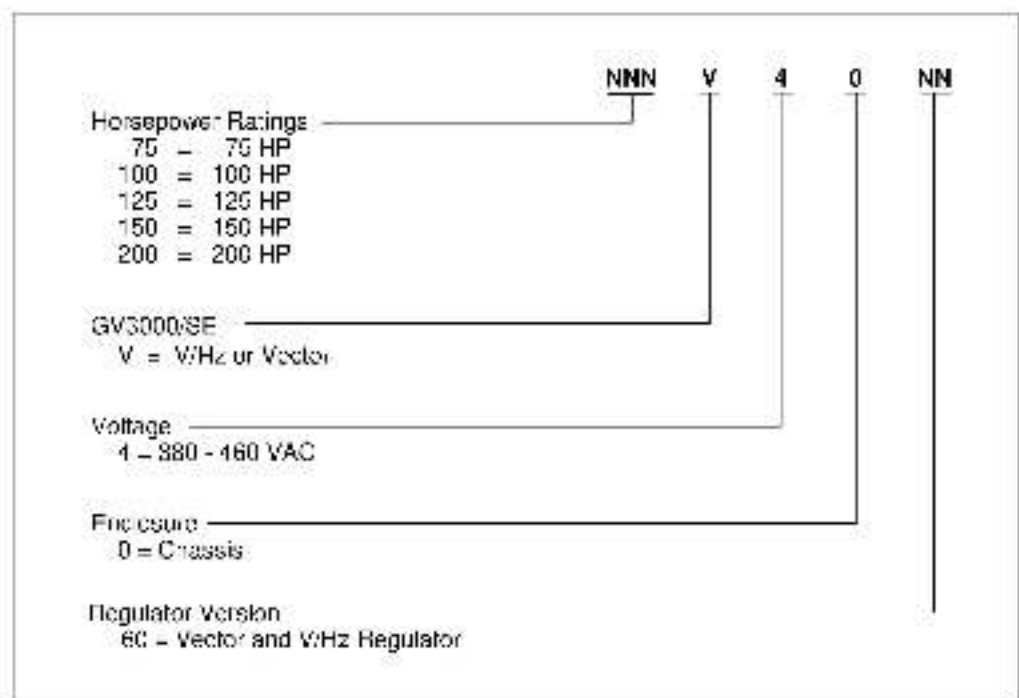 NNN V 4 0 NN
Horsepower Ratings
75 = 75 HP
100 = 100 HP
125 = 125 HP
150 = 150 HP
200 = 200 HP
GV3000/SE
V = V/Hz or Vector
Voltage
4 = 380 - 460 VAC
Enclosure
0 = Chassis
Regulator Version
60 = Vector and V/Hz Regulator